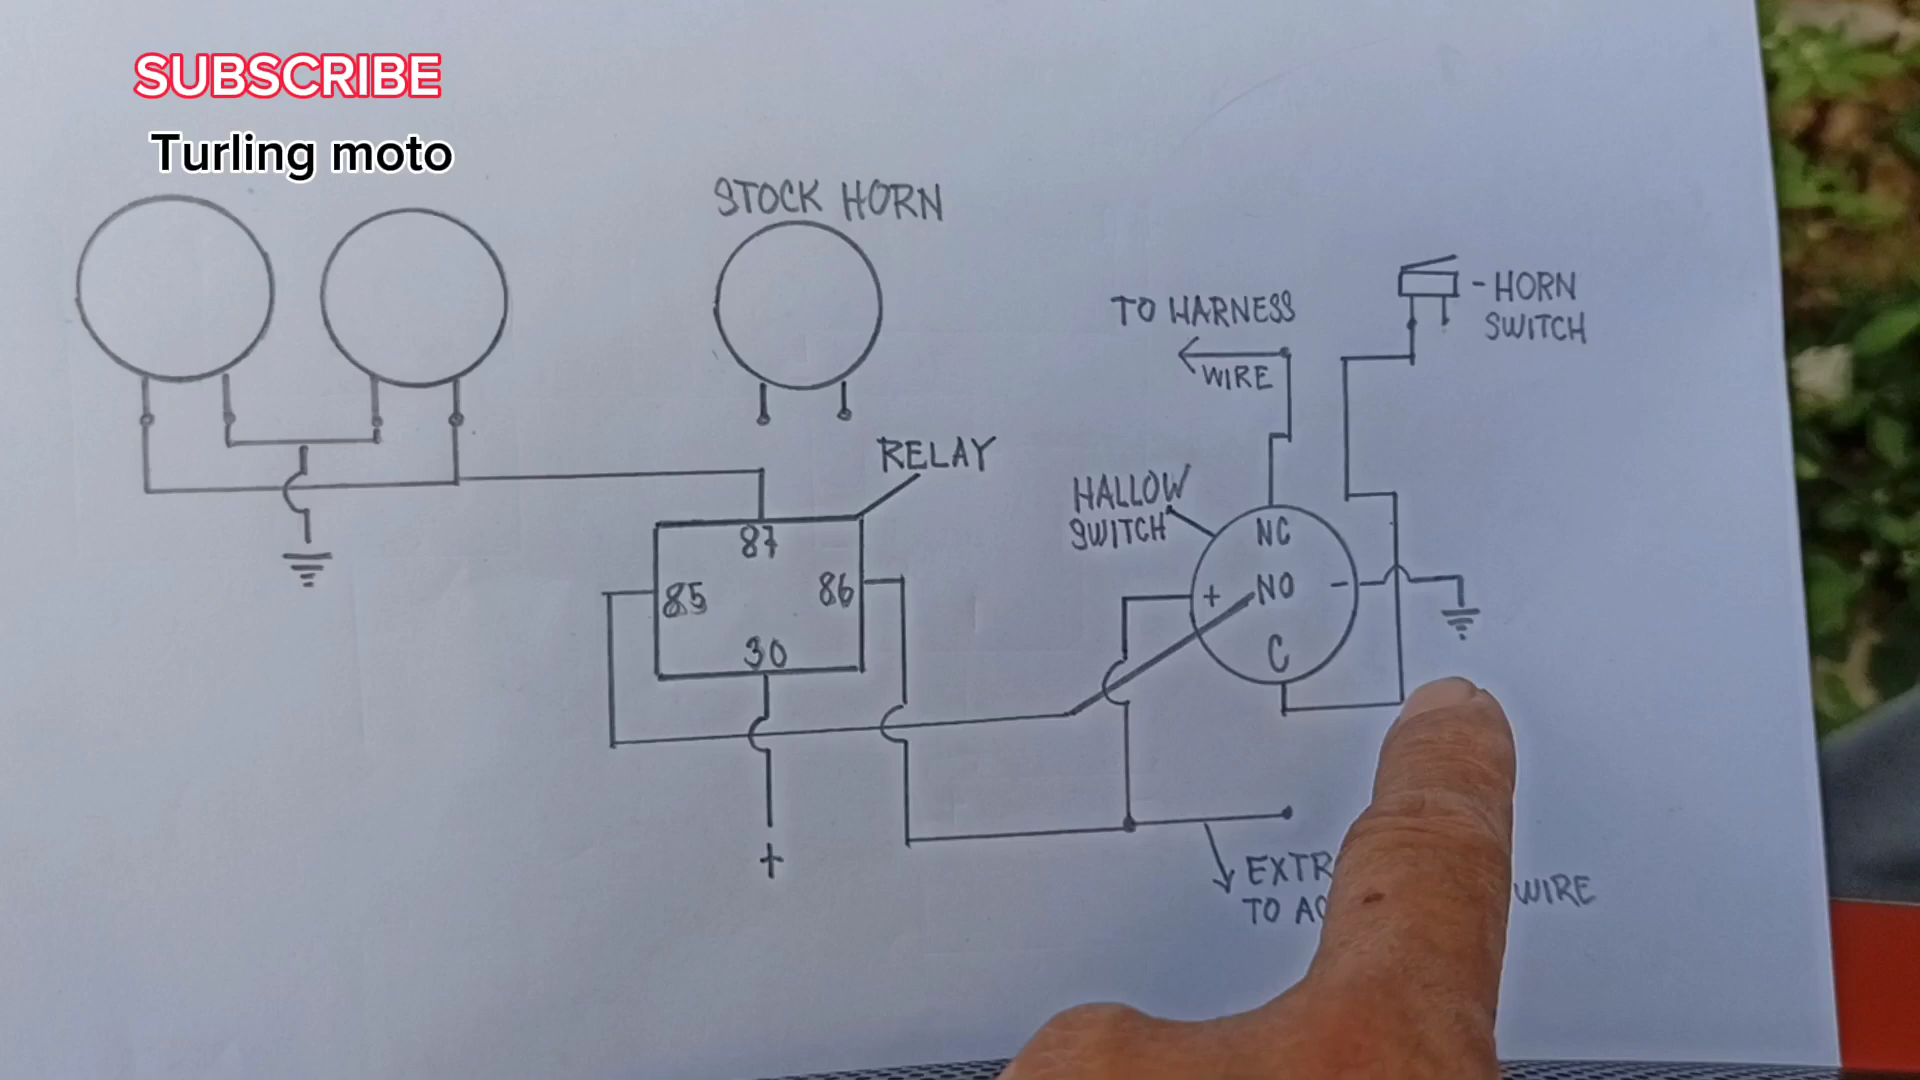 SUBSCRIBE
Turling moto
STOCK HORN
TO HARNESS
WIRE
- HORN
SWITCH
RELAY
HALLOW
SWITCH
NC
87
+ NO -
85 86
C
30
+
WIRE
TO